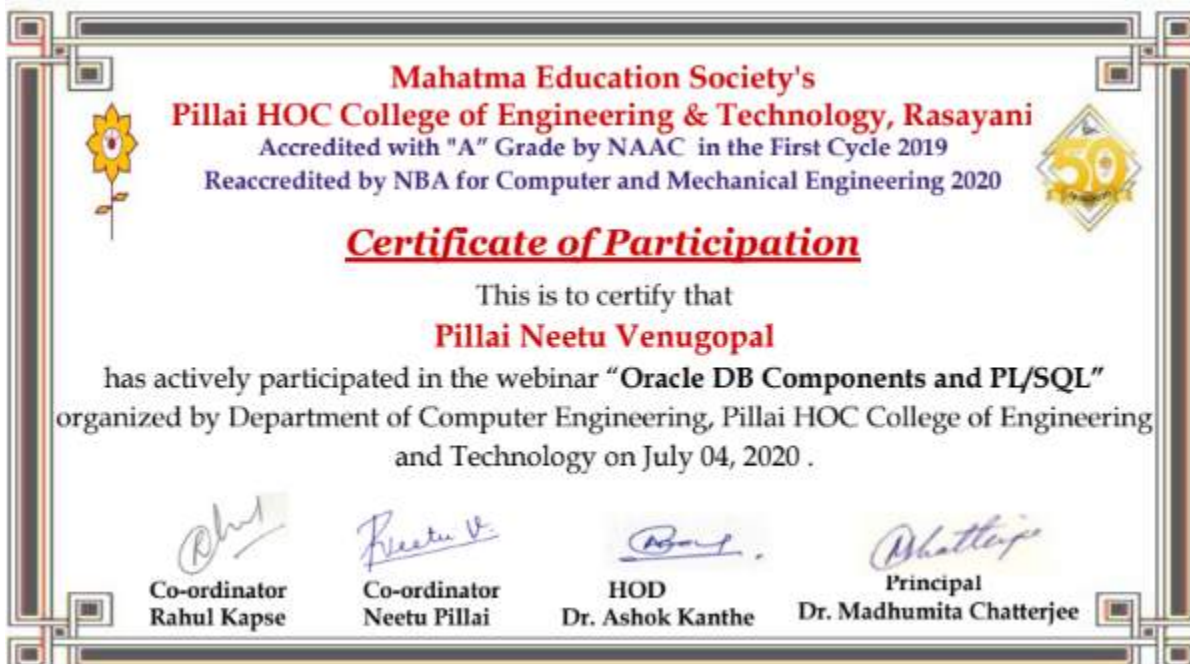 Mahatma Education Society's
Pillai HOC College of Engineering & Technology, Rasayani
Accredited with "A" Grade by NAAC in the First Cycle 2019
Reaccredited by NBA for Computer and Mechanical Engineering 2020
50
Certificate of Participation
This is to certify that
Pillai Neetu Venugopal
has actively participated in the webinar "Oracle DB Components and PL/SQL"
organized by Department of Computer Engineering, Pillai HOC College of Engineering
and Technology on July 04, 2020 .
Neetu V.
Co-ordinator Co-ordinator HOD Principal
Rahul Kapse Neetu Pillai Dr. Ashok Kanthe Dr. Madhumita Chatterjee